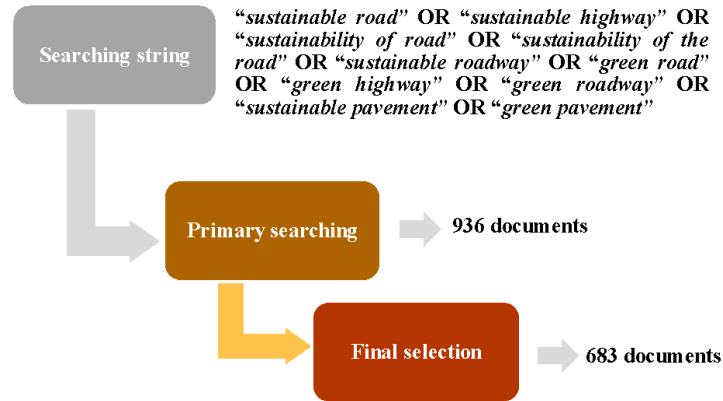 Searching string
“sustainable road” OR “sustainable highway” OR
“sustainability of road” OR “sustainability of the
road” OR “sustainable roadway” OR “green road”
OR “green highway” OR “green roadway” OR
“sustainable pavement” OR “green pavement”
Primary searching
936 documents
Final selection
683 documents